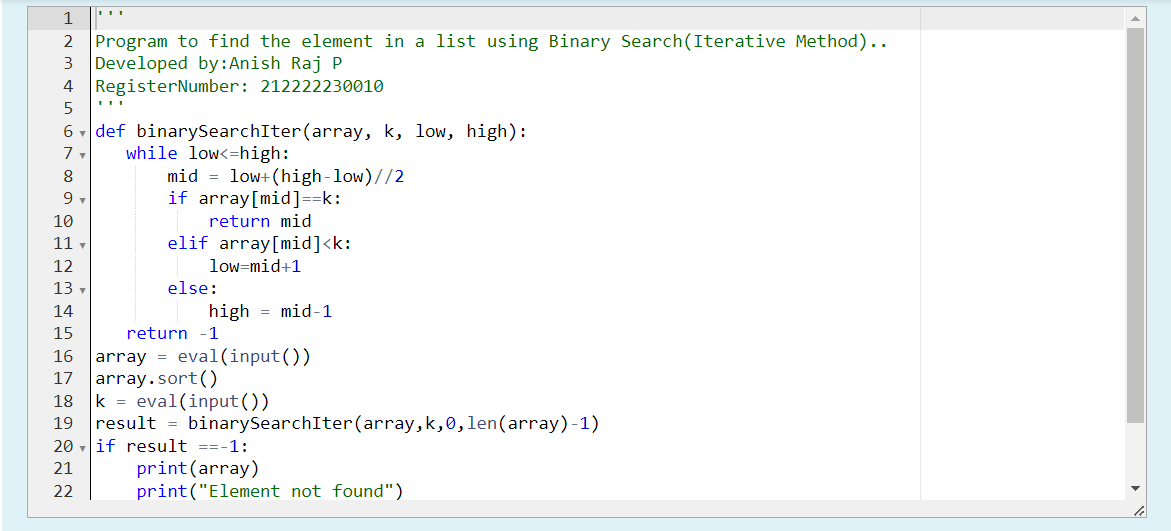 1 '''
2 Program to find the element in a list using Binary Search(Iterative Method)..
3 Developed by:Anish Raj P
4 RegisterNumber: 212222230010
5 '''
6 def binarySearchIter(array, k, low, high):
7    while low<=high:
8        mid = low+(high-low)//2
9        if array[mid]==k:
10            return mid
11        elif array[mid]<k:
12            low=mid+1
13        else:
14            high = mid-1
15    return -1
16 array = eval(input())
17 array.sort()
18 k = eval(input())
19 result = binarySearchIter(array,k,0,len(array)-1)
20 if result ==-1:
21     print(array)
22     print("Element not found")